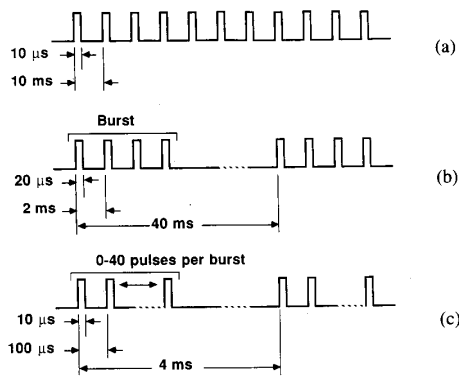 (a)
10 µs
10 ms
Burst
(b)
20 µs
2 ms
40 ms
0-40 pulses per burst
(c)
10 µs
100 µs
4 ms